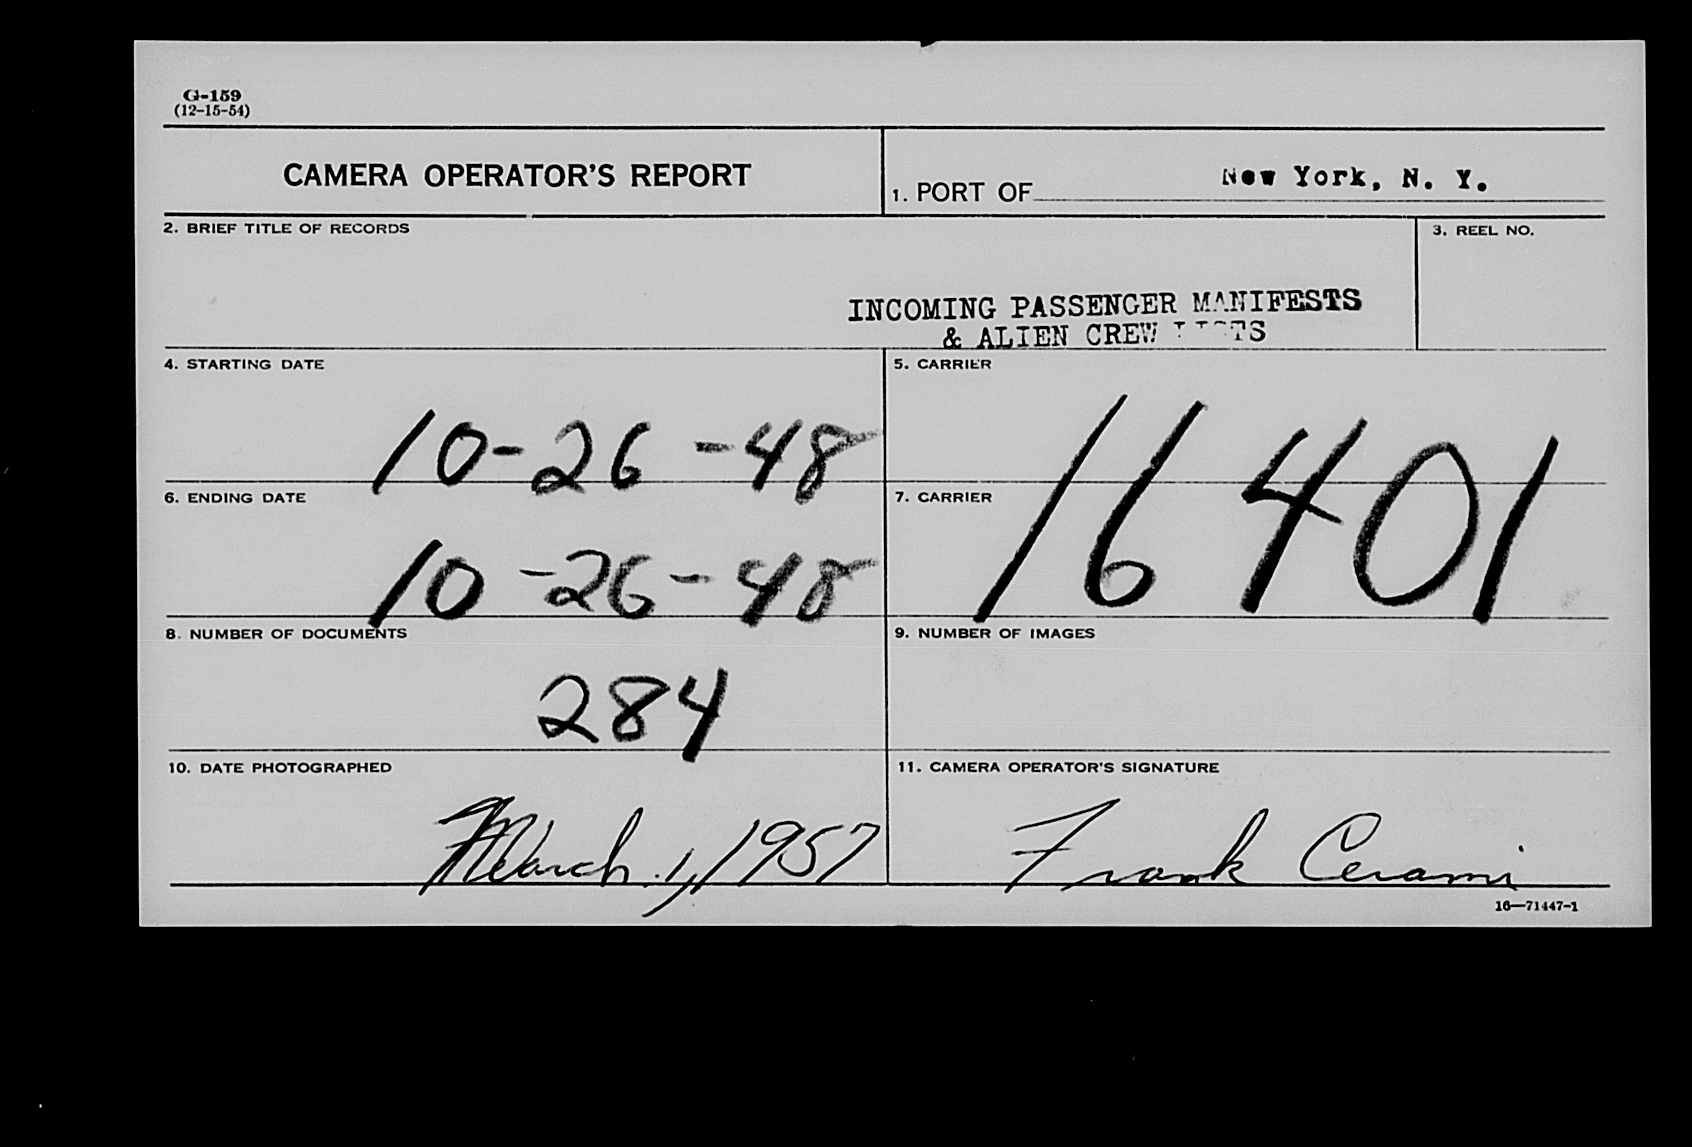 G-159
(12-15-54)
CAMERA OPERATOR'S REPORT
1. PORT OF New York, N. Y.
2. BRIEF TITLE OF RECORDS
3. REEL NO.
INCOMING PASSENGER MANIFESTS
& ALIEN CREW LISTS
4. STARTING DATE
10-26-48
5. CARRIER
16401
6. ENDING DATE
10-26-48
7. CARRIER
8. NUMBER OF DOCUMENTS
284
9. NUMBER OF IMAGES
10. DATE PHOTOGRAPHED
March 1, 1957
11. CAMERA OPERATOR'S SIGNATURE
Frank Cerami
16—71447-1